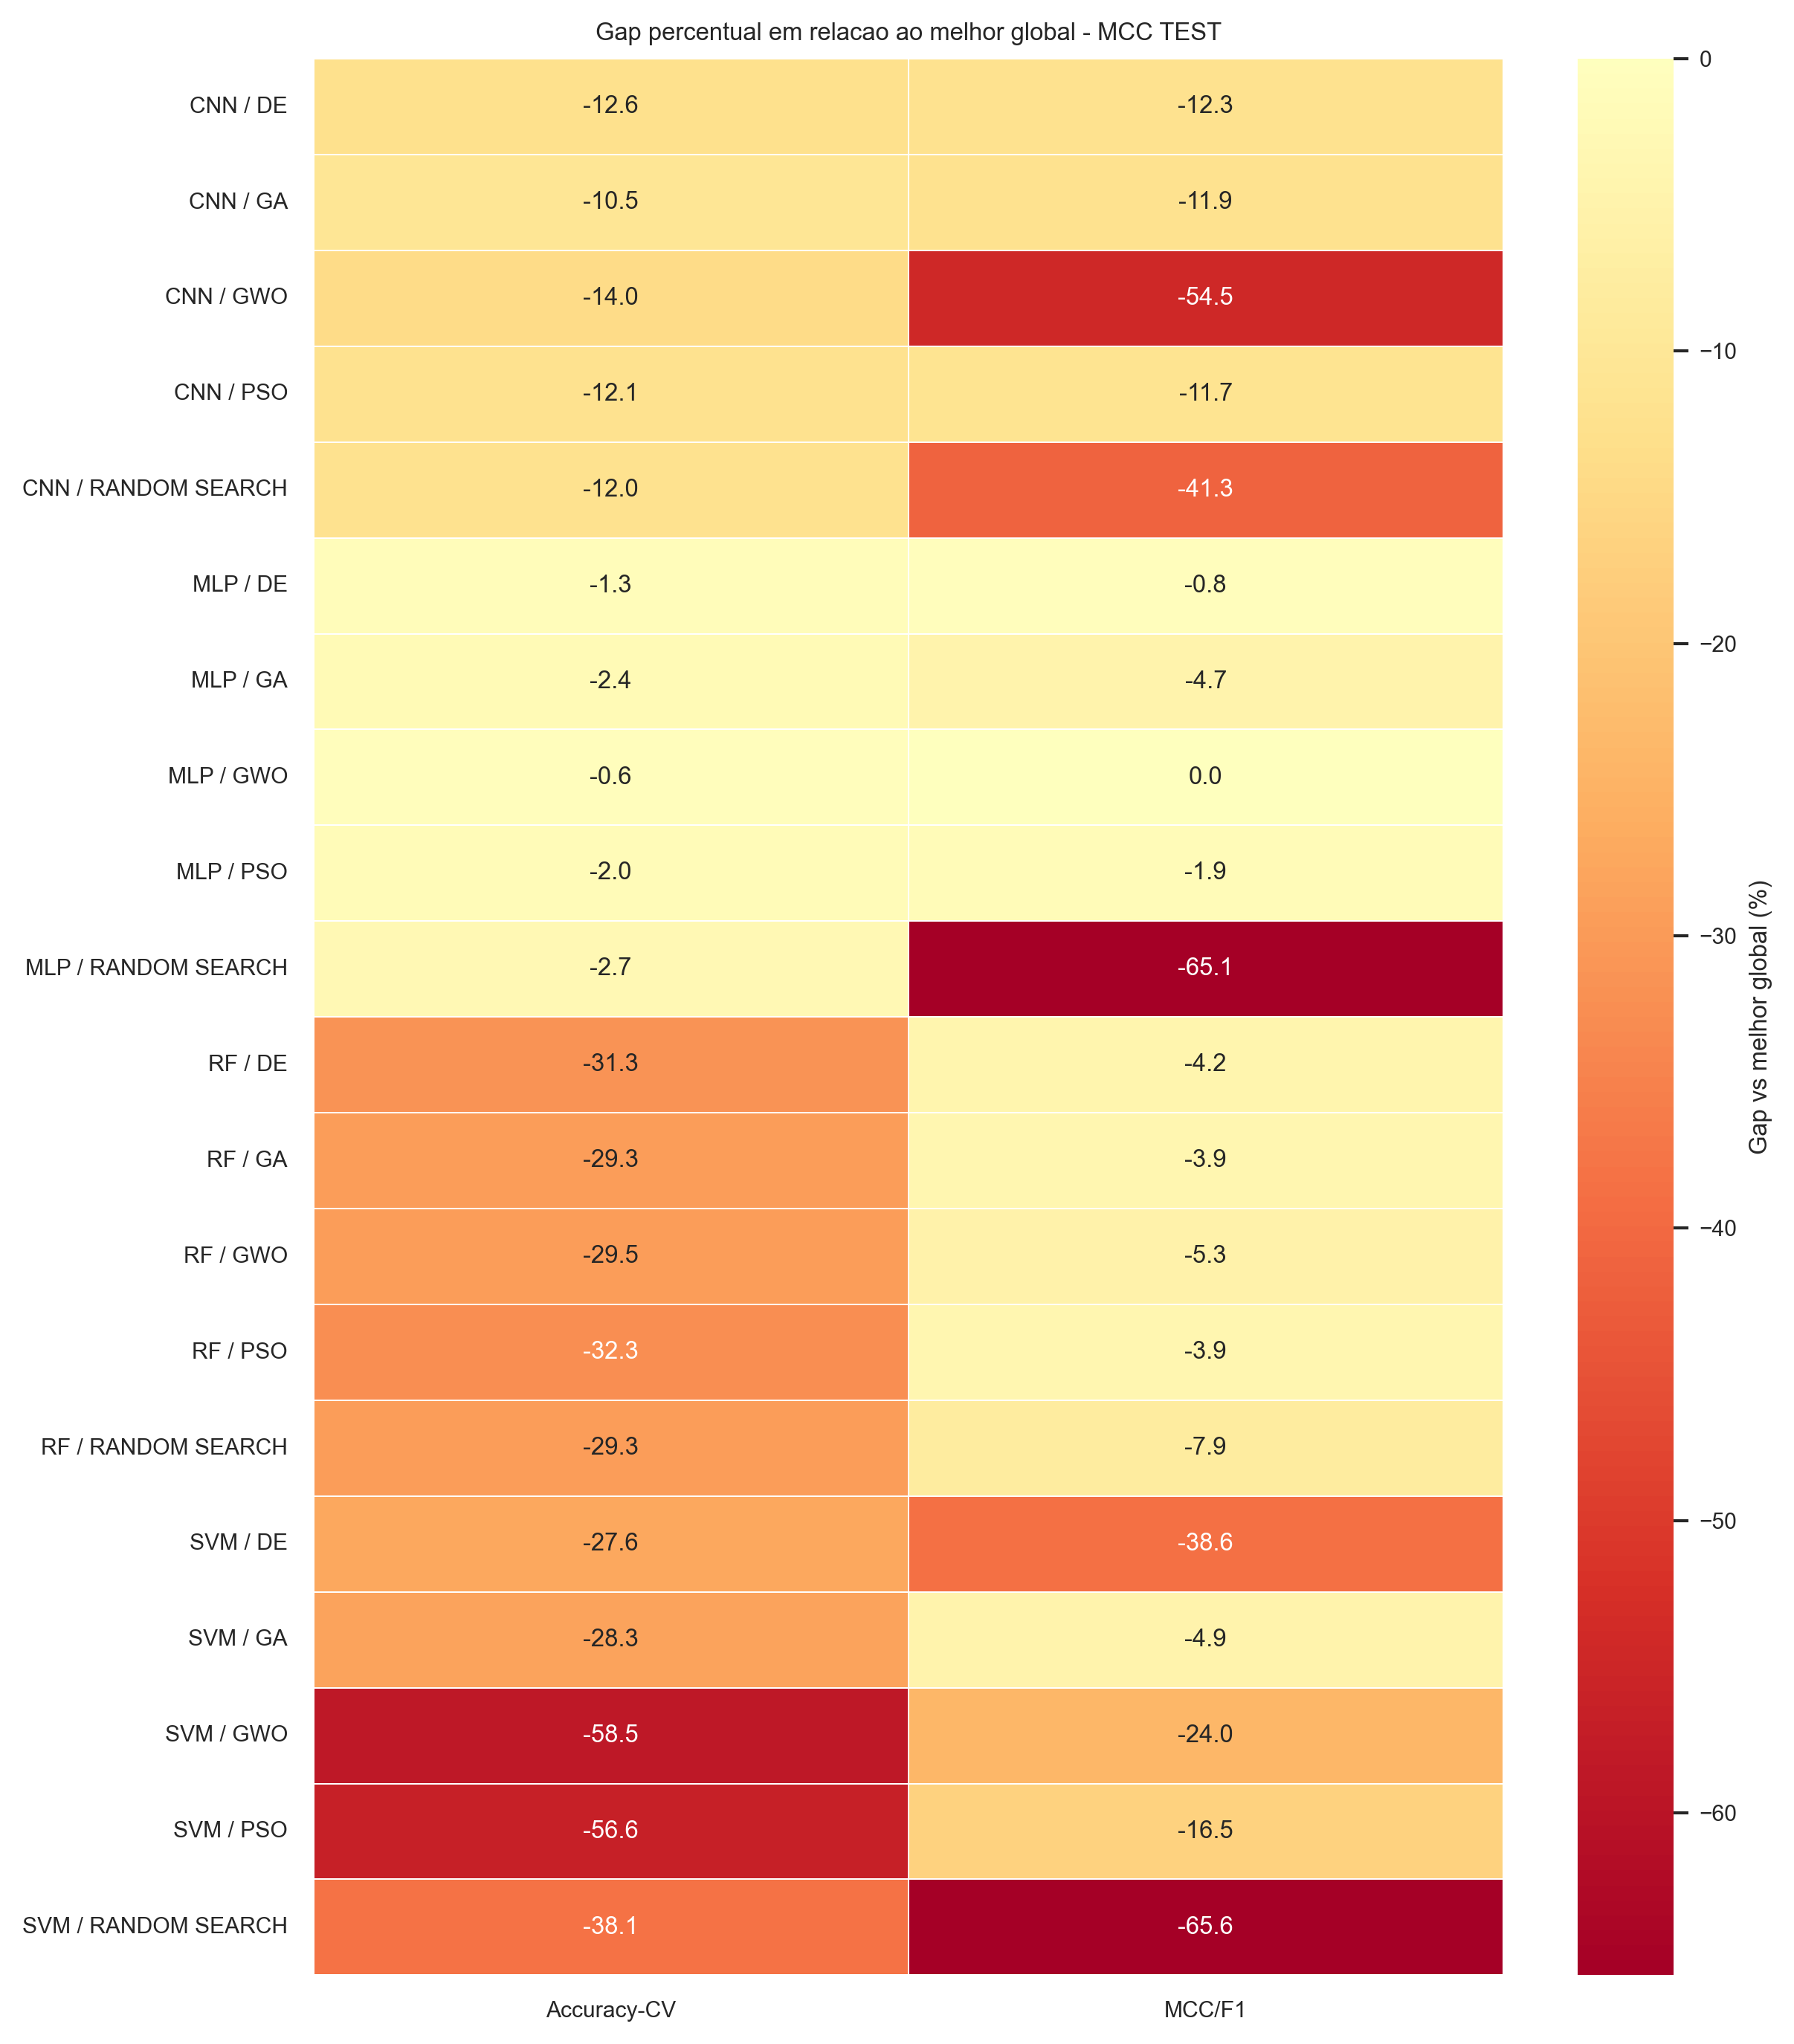 Gap percentual em relacao ao melhor global - MCC TEST
CNN / DE -12.6 -12.3
CNN / GA -10.5 -11.9
CNN / GWO -14.0 -54.5
CNN / PSO -12.1 -11.7
CNN / RANDOM SEARCH -12.0 -41.3
MLP / DE -1.3 -0.8
MLP / GA -2.4 -4.7
MLP / GWO -0.6 0.0
MLP / PSO -2.0 -1.9
MLP / RANDOM SEARCH -2.7 -65.1
RF / DE -31.3 -4.2
RF / GA -29.3 -3.9
RF / GWO -29.5 -5.3
RF / PSO -32.3 -3.9
RF / RANDOM SEARCH -29.3 -7.9
SVM / DE -27.6 -38.6
SVM / GA -28.3 -4.9
SVM / GWO -58.5 -24.0
SVM / PSO -56.6 -16.5
SVM / RANDOM SEARCH -38.1 -65.6
Accuracy-CV MCC/F1
0
−10
−20
−30
−40
−50
−60
Gap vs melhor global (%)